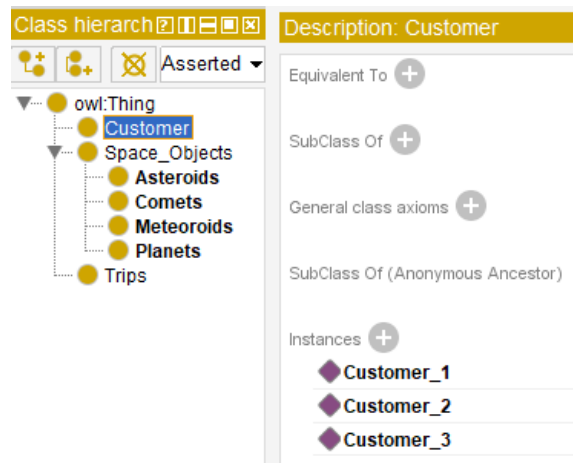 Class hierarch
Asserted
owl:Thing
Customer
Space_Objects
Asteroids
Comets
Meteoroids
Planets
Trips
Description: Customer
Equivalent To
SubClass Of
General class axioms
SubClass Of (Anonymous Ancestor)
Instances
Customer_1
Customer_2
Customer_3